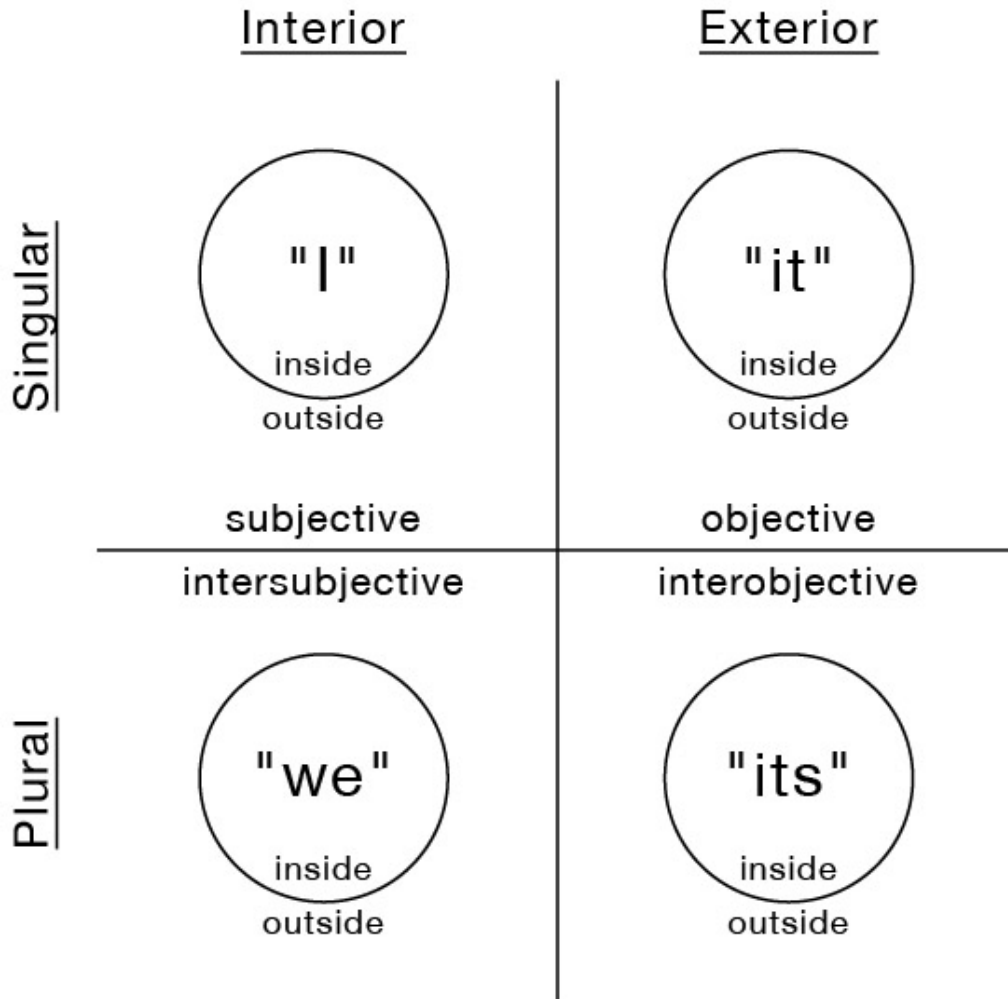 Interior
Exterior
Singular
"I"
inside
outside
subjective
"it"
inside
outside
objective
Plural
intersubjective
"we"
inside
outside
interobjective
"its"
inside
outside